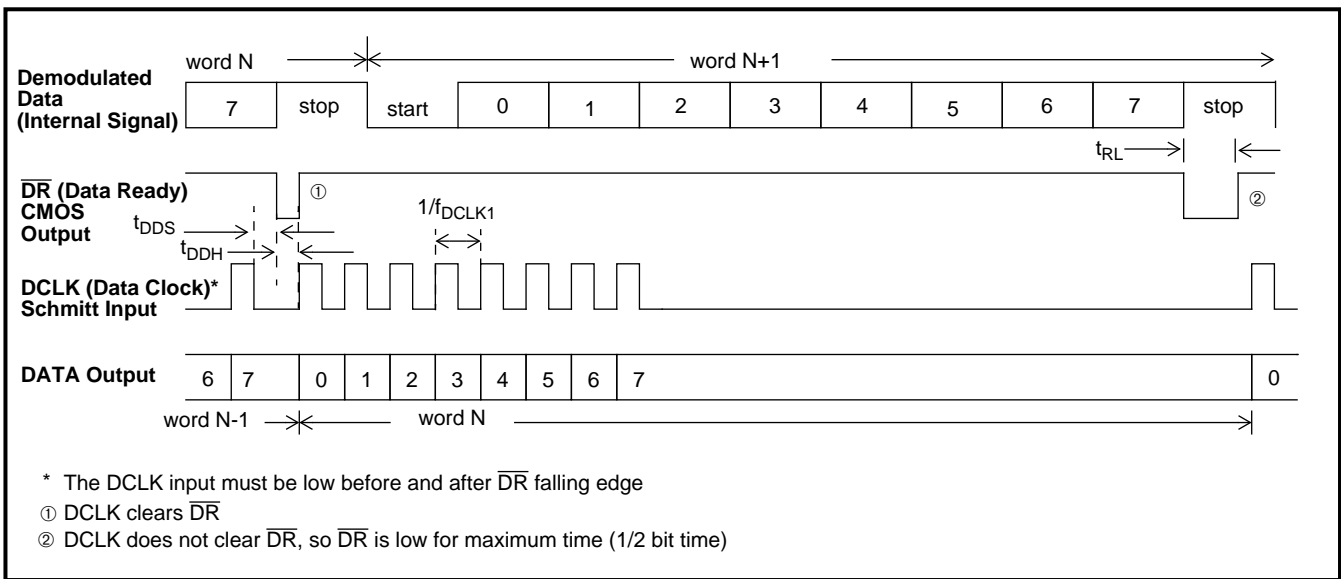 word N
word N+1
Demodulated
Data
(Internal Signal)
7 stop start 0 1 2 3 4 5 6 7 stop
tRL
DR (Data Ready)
CMOS
Output
①
②
tDDS
tDDH
1/fDCLK1
DCLK (Data Clock)*
Schmitt Input
DATA Output
6 7 0 1 2 3 4 5 6 7 0
word N-1
word N
* The DCLK input must be low before and after DR falling edge
① DCLK clears DR
② DCLK does not clear DR, so DR is low for maximum time (1/2 bit time)